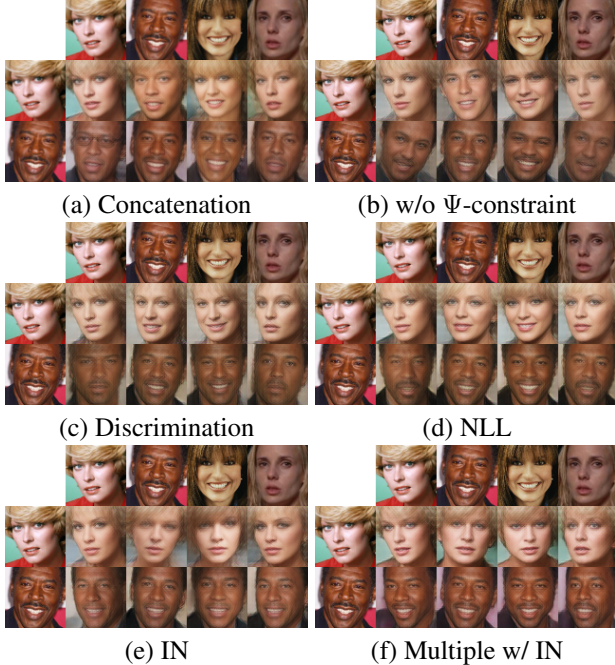 (a) Concatenation
(b) w/o Ψ-constraint
(c) Discrimination
(d) NLL
(e) IN
(f) Multiple w/ IN